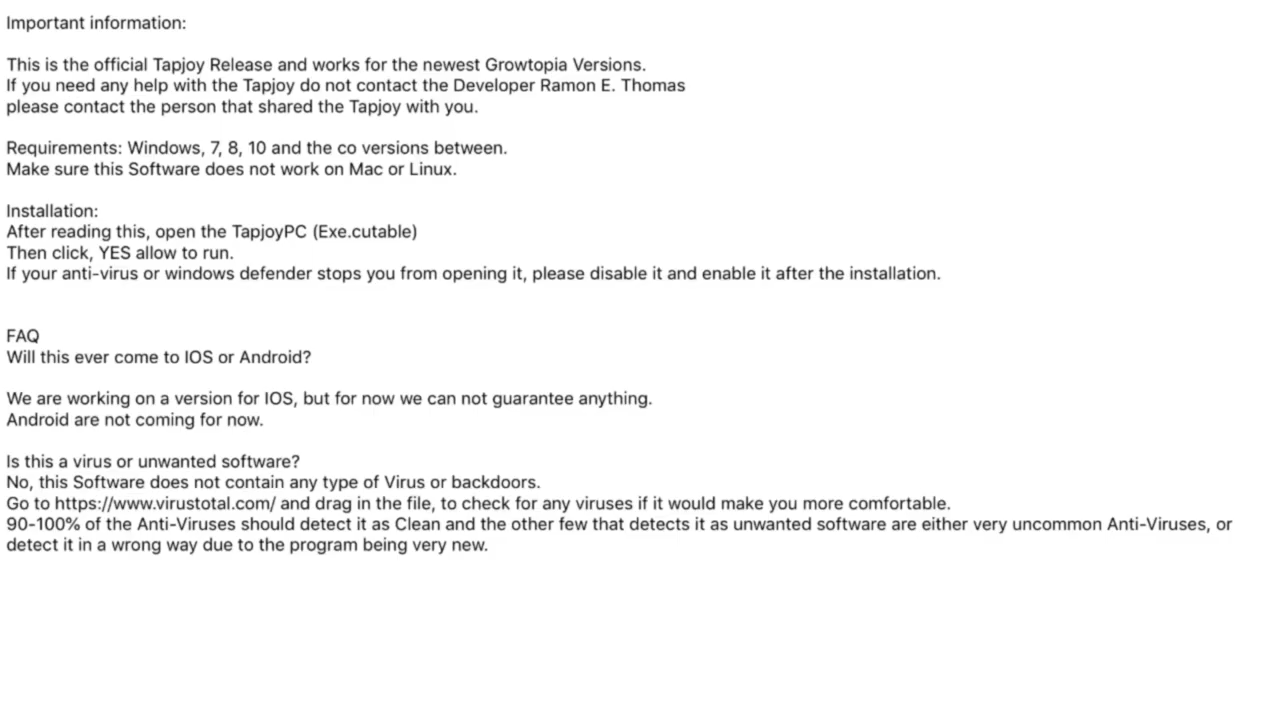 Important information:
This is the official Tapjoy Release and works for the newest Growtopia Versions.
If you need any help with the Tapjoy do not contact the Developer Ramon E. Thomas
please contact the person that shared the Tapjoy with you.
Requirements: Windows, 7, 8, 10 and the co versions between.
Make sure this Software does not work on Mac or Linux.
Installation:
After reading this, open the TapjoyPC (Exe.cutable)
Then click, YES allow to run.
If your anti-virus or windows defender stops you from opening it, please disable it and enable it after the installation.
FAQ
Will this ever come to IOS or Android?
We are working on a version for IOS, but for now we can not guarantee anything.
Android are not coming for now.
Is this a virus or unwanted software?
No, this Software does not contain any type of Virus or backdoors.
Go to https://www.virustotal.com/ and drag in the file, to check for any viruses if it would make you more comfortable.
90-100% of the Anti-Viruses should detect it as Clean and the other few that detects it as unwanted software are either very uncommon Anti-Viruses, or
detect it in a wrong way due to the program being very new.